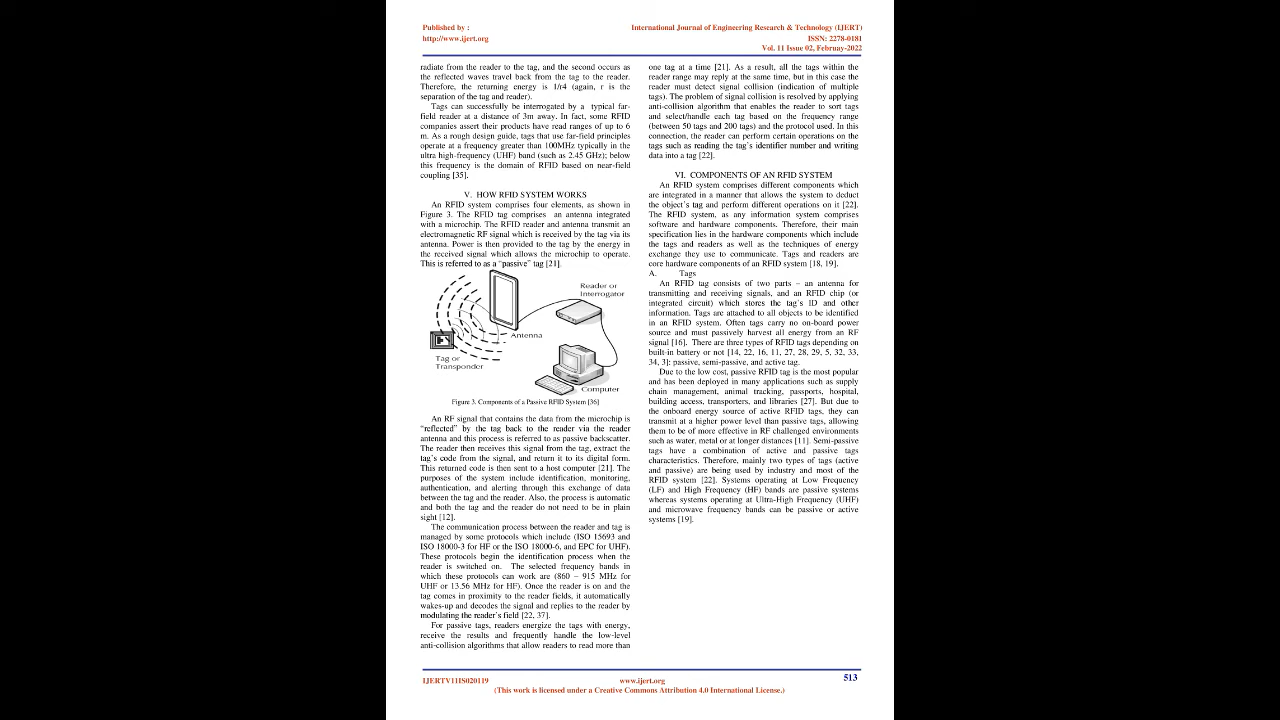 Published by :
International Journal of Engineering Research & Technology (IJERT)
http://www.ijert.org
ISSN: 2278-0181
Vol. 11 Issue 02, Februay-2022
radiate from the reader to the tag, and the second occurs as
the reflected waves travel back from the tag to the reader.
Therefore, the returning energy is 1/r4 (again, r is the
separation of the tag and reader).
Tags can successfully be interrogated by a typical far-
field reader at a distance of 3m away. In fact, some RFID
companies assert their products have read ranges of up to 6
m. As a rough design guide, tags that use far-field principles
operate at a frequency greater than 100MHz typically in the
ultra high-frequency (UHF) band (such as 2.45 GHz); below
this frequency is the domain of RFID based on near-field
coupling [35].
V. HOW RFID SYSTEM WORKS
An RFID system comprises four elements, as shown in
Figure 3. The RFID tag comprises an antenna integrated
with a microchip. The RFID reader and antenna transmit an
electromagnetic RF signal which is received by the tag via its
antenna. Power is then provided to the tag by the energy in
the received signal which allows the microchip to operate.
This is referred to as a “passive” tag [21].
Reader or
Interrogator
Antenna
Tag or
Transponder
Computer
Figure 3. Components of a Passive RFID System [36]
An RF signal that contains the data from the microchip is
“reflected” by the tag back to the reader via the reader
antenna and this process is referred to as passive backscatter.
The reader then receives this signal from the tag, extract the
tag’s code from the signal, and return it to its digital form.
This returned code is then sent to a host computer [21]. The
purposes of the system include identification, monitoring,
authentication, and alerting through this exchange of data
between the tag and the reader. Also, the process is automatic
and both the tag and the reader do not need to be in plain
sight [12].
The communication process between the reader and tag is
managed by some protocols which include (ISO 15693 and
ISO 18000-3 for HF or the ISO 18000-6, and EPC for UHF).
These protocols begin the identification process when the
reader is switched on. The selected frequency bands in
which these protocols can work are (860 – 915 MHz for
UHF or 13.56 MHz for HF). Once the reader is on and the
tag comes in proximity to the reader fields, it automatically
wakes-up and decodes the signal and replies to the reader by
modulating the reader’s field [22, 37].
For passive tags, readers energize the tags with energy,
receive the results and frequently handle the low-level
anti-collision algorithms that allow readers to read more than
one tag at a time [21]. As a result, all the tags within the
reader range may reply at the same time, but in this case the
reader must detect signal collision (indication of multiple
tags). The problem of signal collision is resolved by applying
anti-collision algorithm that enables the reader to sort tags
and select/handle each tag based on the frequency range
(between 50 tags and 200 tags) and the protocol used. In this
connection, the reader can perform certain operations on the
tags such as reading the tag’s identifier number and writing
data into a tag [22].
VI. COMPONENTS OF AN RFID SYSTEM
An RFID system comprises different components which
are integrated in a manner that allows the system to deduct
the object’s tag and perform different operations on it [22].
The RFID system, as any information system comprises
software and hardware components. Therefore, their main
specification lies in the hardware components which include
the tags and readers as well as the techniques of energy
exchange they use to communicate. Tags and readers are
core hardware components of an RFID system [18, 19].
A. Tags
An RFID tag consists of two parts – an antenna for
transmitting and receiving signals, and an RFID chip (or
integrated circuit) which stores the tag’s ID and other
information. Tags are attached to all objects to be identified
in an RFID system. Often tags carry no on-board power
source and must passively harvest all energy from an RF
signal [16]. There are three types of RFID tags depending on
built-in battery or not [14, 22, 16, 11, 27, 28, 29, 5, 32, 33,
34, 3]: passive, semi-passive, and active tag.
Due to the low cost, passive RFID tag is the most popular
and has been deployed in many applications such as supply
chain management, animal tracking, passports, hospital,
building access, transporters, and libraries [27]. But due to
the onboard energy source of active RFID tags, they can
transmit at a higher power level than passive tags, allowing
them to be of more effective in RF challenged environments
such as water, metal or at longer distances [11]. Semi-passive
tags have a combination of active and passive tags
characteristics. Therefore, mainly two types of tags (active
and passive) are being used by industry and most of the
RFID system [22]. Systems operating at Low Frequency
(LF) and High Frequency (HF) bands are passive systems
whereas systems operating at Ultra-High Frequency (UHF)
and microwave frequency bands can be passive or active
systems [19].
IJERTV11IS020119
www.ijert.org
513
(This work is licensed under a Creative Commons Attribution 4.0 International License.)